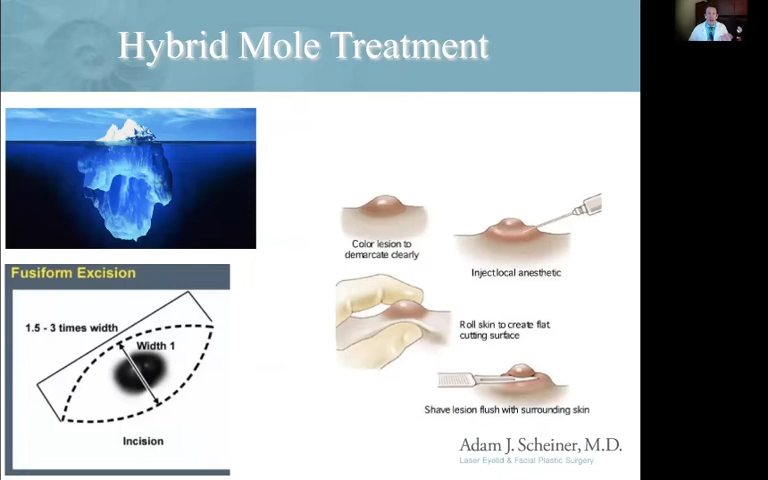 Hybrid Mole Treatment
Color lesion to
demarcate clearly
Inject local anesthetic
Fusiform Excision
1.5 - 3 times width
Width 1
Incision
Roll skin to create flat
cutting surface
Shave lesion flush with surrounding skin
Adam J. Scheiner, M.D.
Laser Eyelid & Facial Plastic Surgery